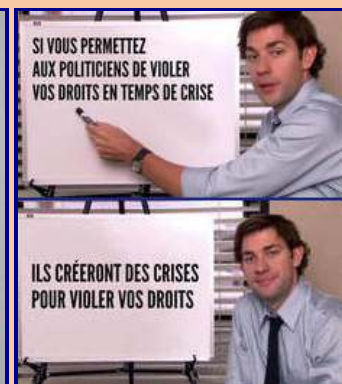 SI VOUS PERMETTEZ
AUX POLITICIENS DE VIOLER
VOS DROITS EN TEMPS DE CRISE
ILS CRÉERONT DES CRISES
POUR VIOLER VOS DROITS